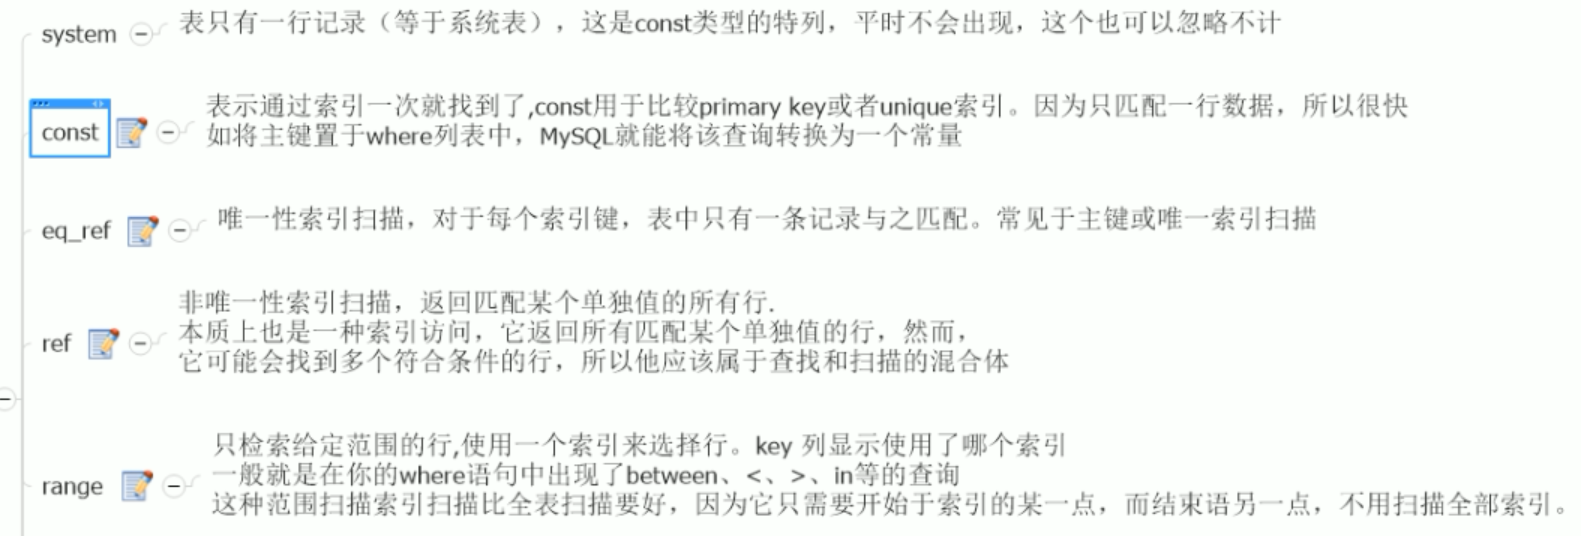 system
表只有一行记录（等于系统表），这是const类型的特列，平时不会出现，这个也可以忽略不计
const
表示通过索引一次就找到了,const用于比较primary key或者unique索引。因为只匹配一行数据，所以很快
如将主键置于where列表中，MySQL就能将该查询转换为一个常量
eq_ref
唯一性索引扫描，对于每个索引键，表中只有一条记录与之匹配。常见于主键或唯一索引扫描
ref
非唯一性索引扫描，返回匹配某个单独值的所有行.
本质上也是一种索引访问，它返回所有匹配某个单独值的行，然而，
它可能会找到多个符合条件的行，所以他应该属于查找和扫描的混合体
range
只检索给定范围的行,使用一个索引来选择行。key 列显示使用了哪个索引
一般就是在你的where语句中出现了between、<、>、in等的查询
这种范围扫描索引扫描比全表扫描要好，因为它只需要开始于索引的某一点，而结束语另一点，不用扫描全部索引。